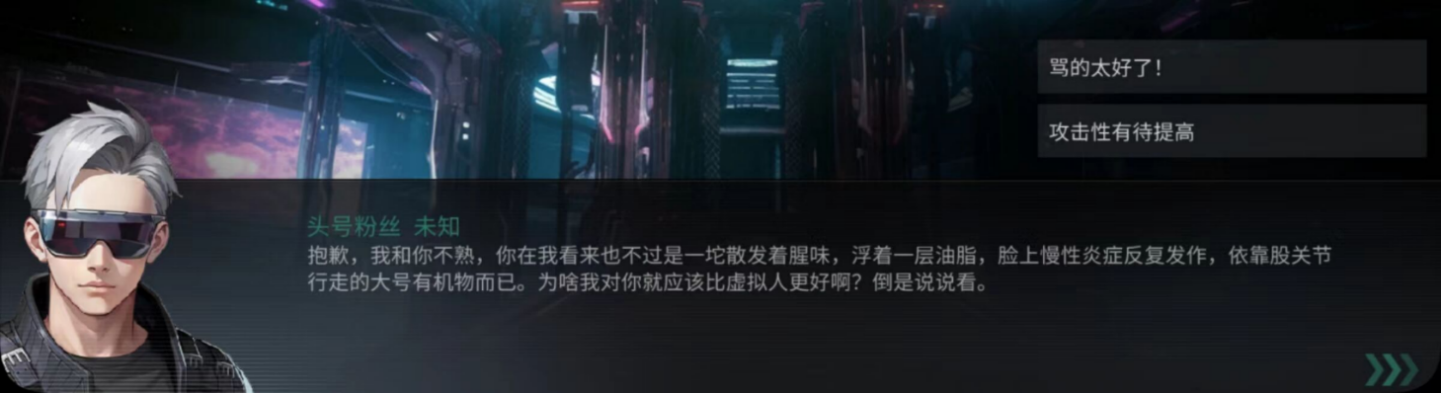 骂的太好了！
攻击性有待提高
头号粉丝 未知
抱歉，我和你不熟，你在我看来也不过是一坨散发着腥味，浮着一层油脂，脸上慢性炎症反复发作，依靠股关节
行走的大号有机物而已。为啥我对你就应该比虚拟人更好啊？倒是说说看。